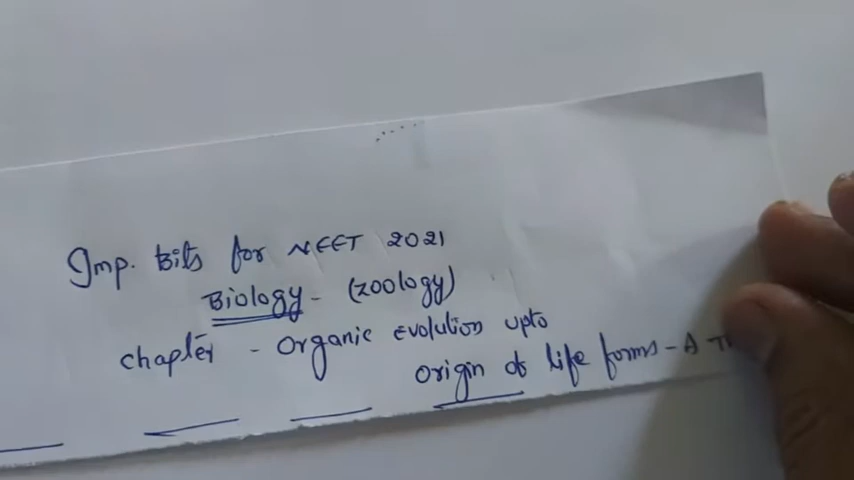 Imp. Bits for NEET 2021
Biology - (zoology)
chapter - Organic evolution upto
origin of life forms - A